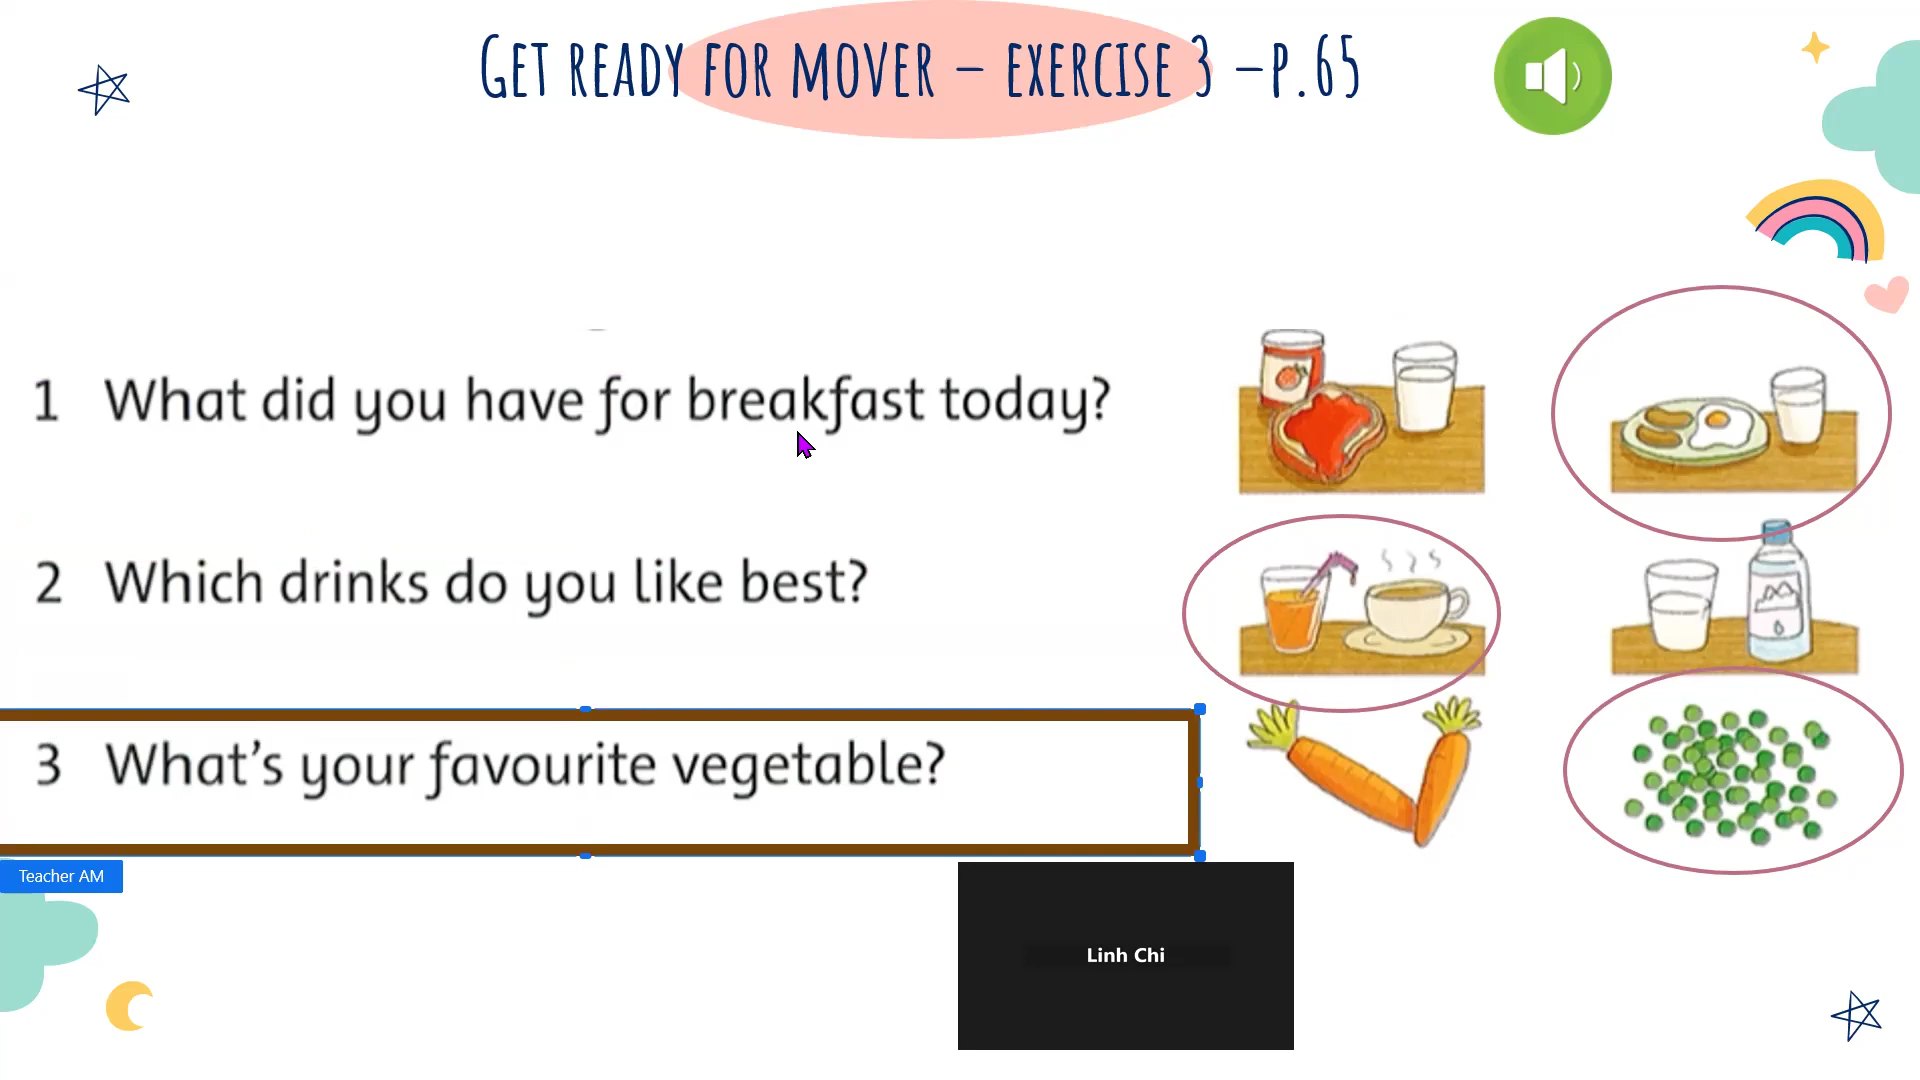 GET READY FOR MOVER – EXERCISE 3 –P.65
1 What did you have for breakfast today?
2 Which drinks do you like best?
3 What's your favourite vegetable?
Teacher AM
Linh Chi